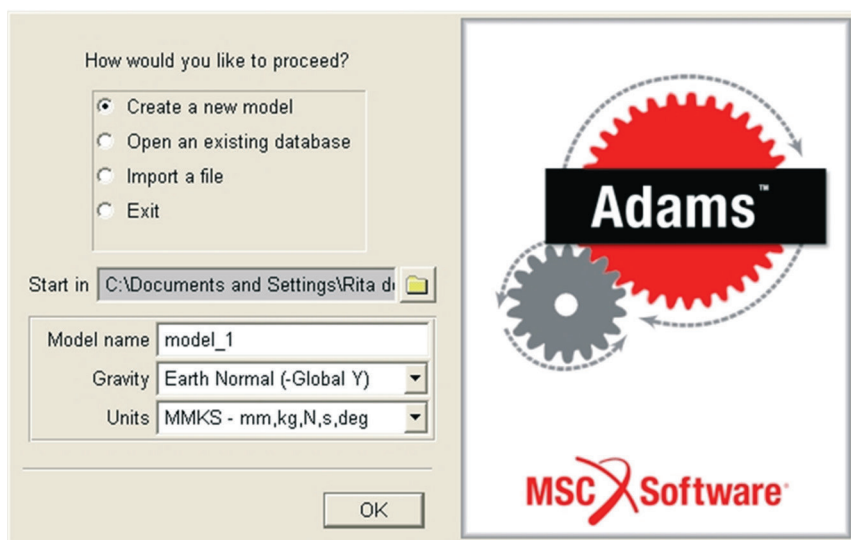 How would you like to proceed?
Create a new model
Open an existing database
Import a file
Exit
Start in C:\Documents and Settings\Rita d
Model name model_1
Gravity Earth Normal (-Global Y)
Units MMKS - mm,kg,N,s,deg
OK
Adams™
MSC Software